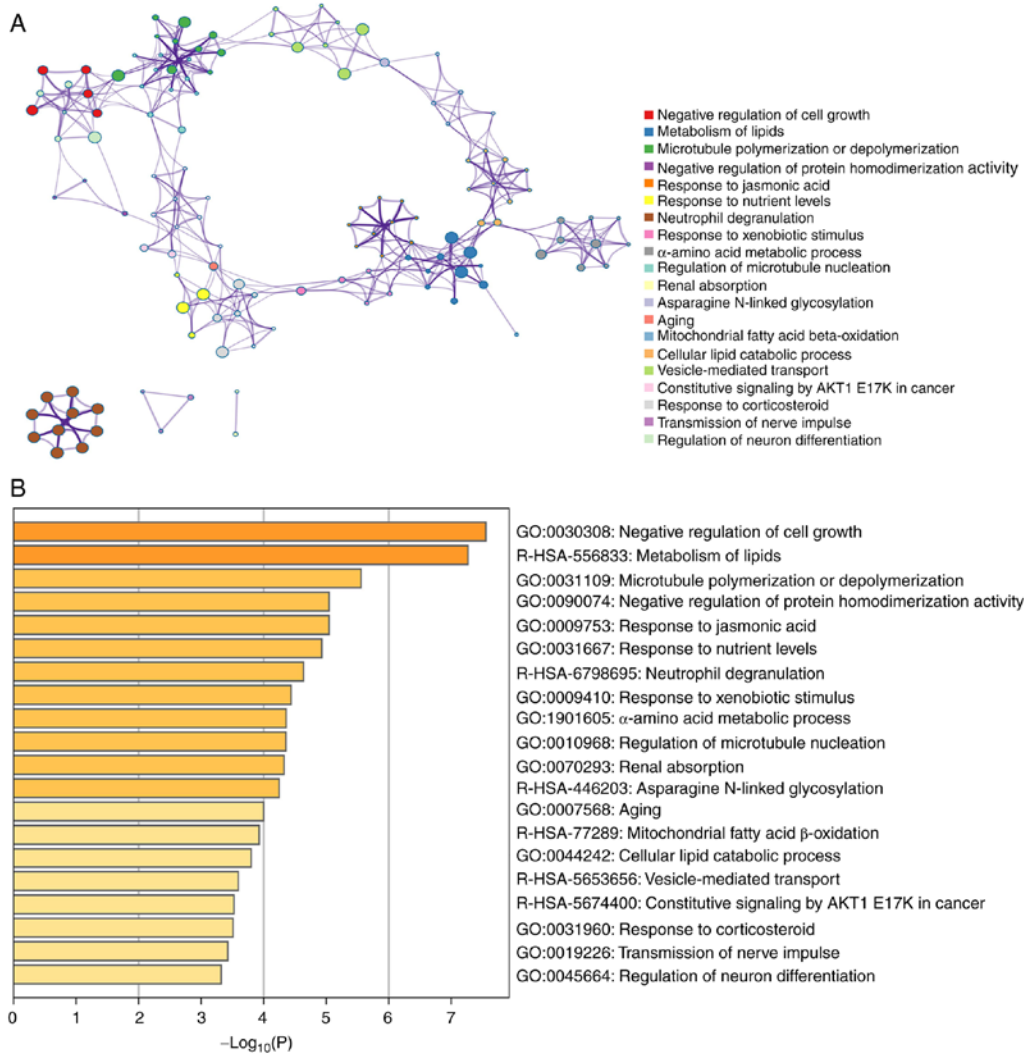 A
Negative regulation of cell growth
Metabolism of lipids
Microtubule polymerization or depolymerization
Negative regulation of protein homodimerization activity
Response to jasmonic acid
Response to nutrient levels
Neutrophil degranulation
Response to xenobiotic stimulus
α-amino acid metabolic process
Regulation of microtubule nucleation
Renal absorption
Asparagine N-linked glycosylation
Aging
Mitochondrial fatty acid beta-oxidation
Cellular lipid catabolic process
Vesicle-mediated transport
Constitutive signaling by AKT1 E17K in cancer
Response to corticosteroid
Transmission of nerve impulse
Regulation of neuron differentiation
B
GO:0030308: Negative regulation of cell growth
R-HSA-556833: Metabolism of lipids
GO:0031109: Microtubule polymerization or depolymerization
GO:0090074: Negative regulation of protein homodimerization activity
GO:0009753: Response to jasmonic acid
GO:0031667: Response to nutrient levels
R-HSA-6798695: Neutrophil degranulation
GO:0009410: Response to xenobiotic stimulus
GO:1901605: α-amino acid metabolic process
GO:0010968: Regulation of microtubule nucleation
GO:0070293: Renal absorption
R-HSA-446203: Asparagine N-linked glycosylation
GO:0007568: Aging
R-HSA-77289: Mitochondrial fatty acid β-oxidation
GO:0044242: Cellular lipid catabolic process
R-HSA-5653656: Vesicle-mediated transport
R-HSA-5674400: Constitutive signaling by AKT1 E17K in cancer
GO:0031960: Response to corticosteroid
GO:0019226: Transmission of nerve impulse
GO:0045664: Regulation of neuron differentiation
0 1 2 3 4 5 6 7
−Log10(P)